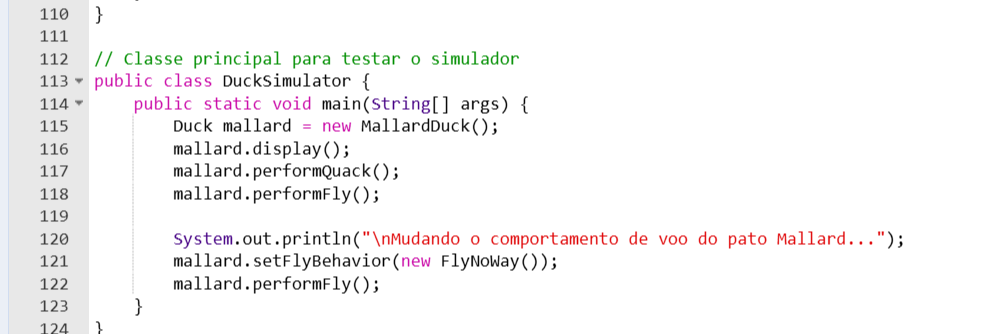 110 }
111
112 // Classe principal para testar o simulador
113 public class DuckSimulator {
114     public static void main(String[] args) {
115         Duck mallard = new MallardDuck();
116         mallard.display();
117         mallard.performQuack();
118         mallard.performFly();
119
120         System.out.println("\nMudando o comportamento de voo do pato Mallard...");
121         mallard.setFlyBehavior(new FlyNoWay());
122         mallard.performFly();
123     }
124 }